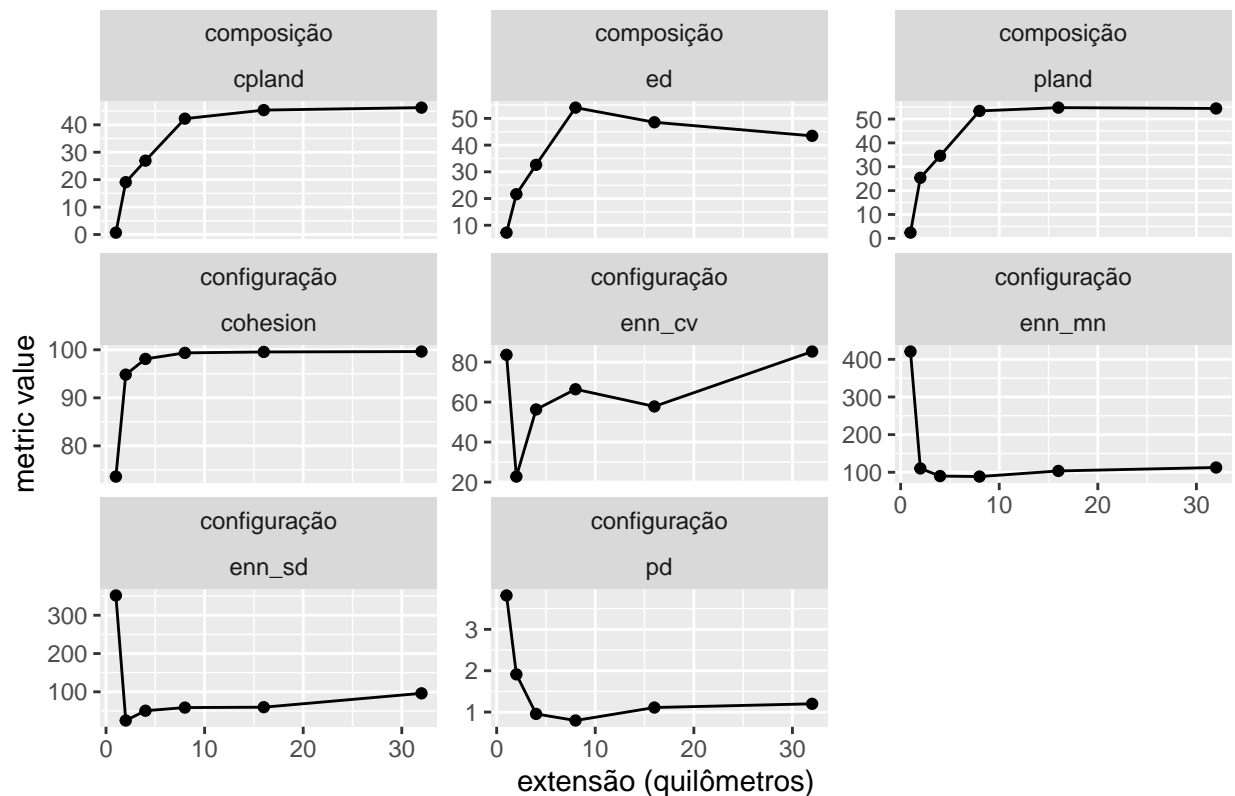 composição
cpland
40
30
20
10
0
composição
ed
50
40
30
20
10
composição
pland
50
40
30
20
10
0
configuração
cohesion
100
90
80
configuração
enn_cv
80
60
40
20
configuração
enn_mn
400
300
200
100
0 10 20 30
configuração
enn_sd
300
200
100
0 10 20 30
configuração
pd
3
2
1
0 10 20 30
metric value
extensão (quilômetros)